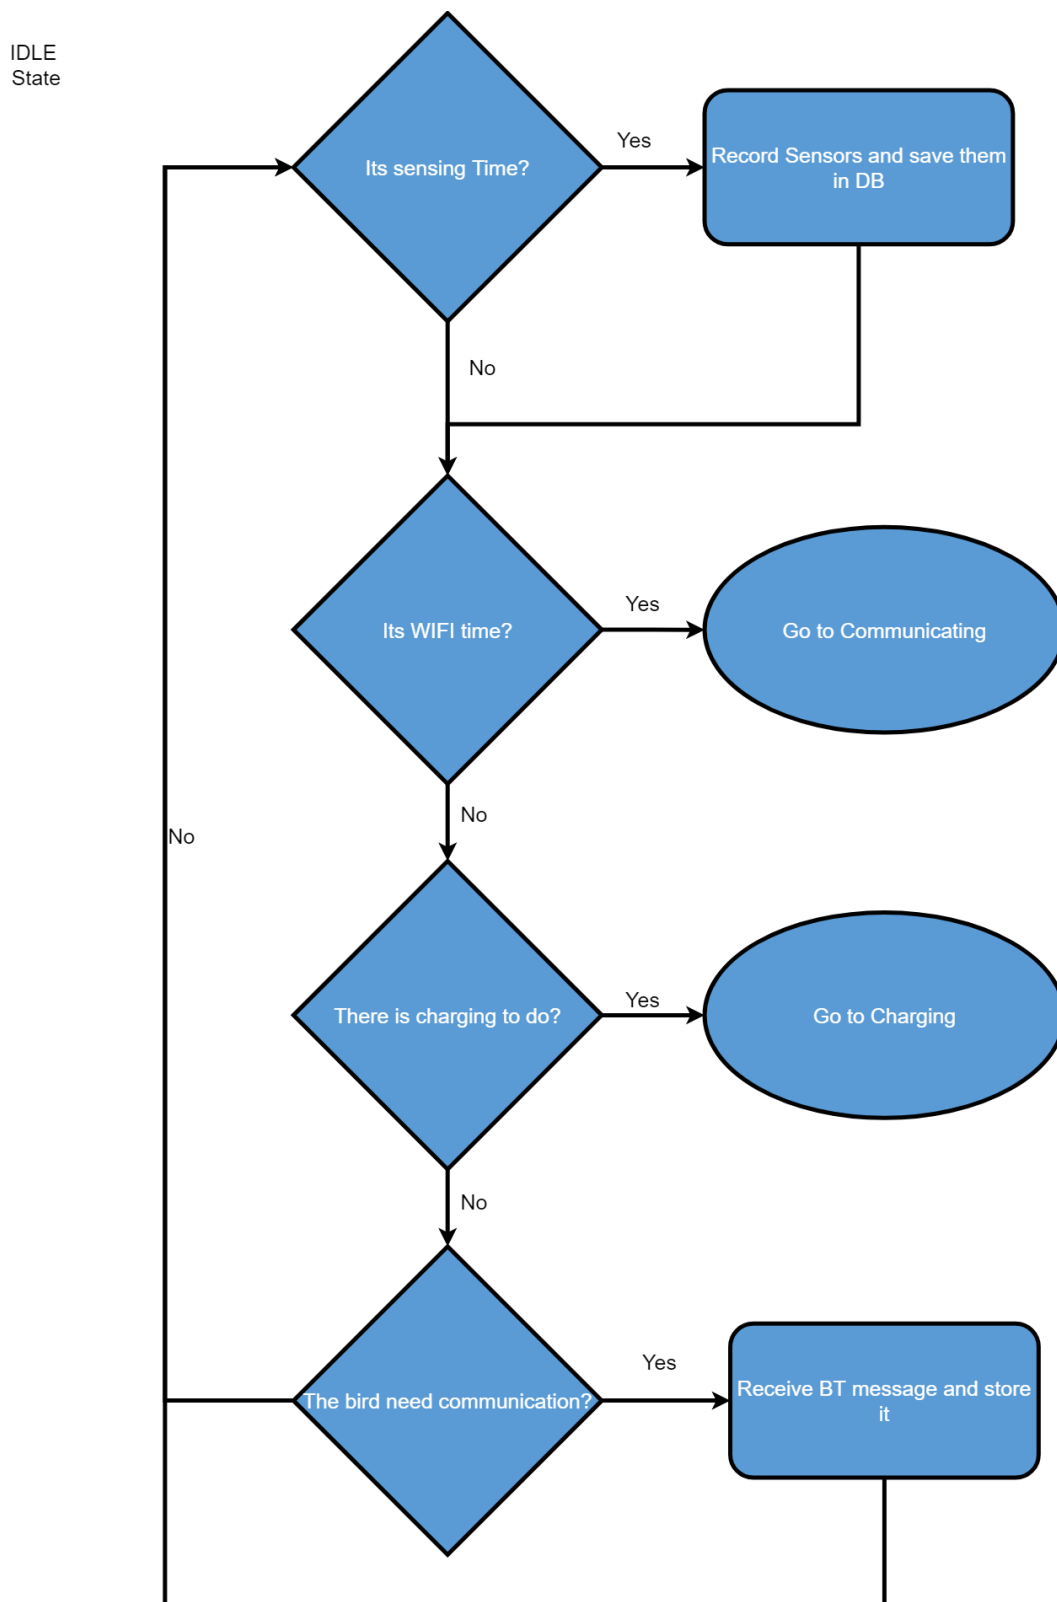 IDLE
State
Its sensing Time?
Yes
Record Sensors and save them
in DB
No
Its WIFI time?
Yes
Go to Communicating
No
No
There is charging to do?
Yes
Go to Charging
No
The bird need communication?
Yes
Receive BT message and store
it